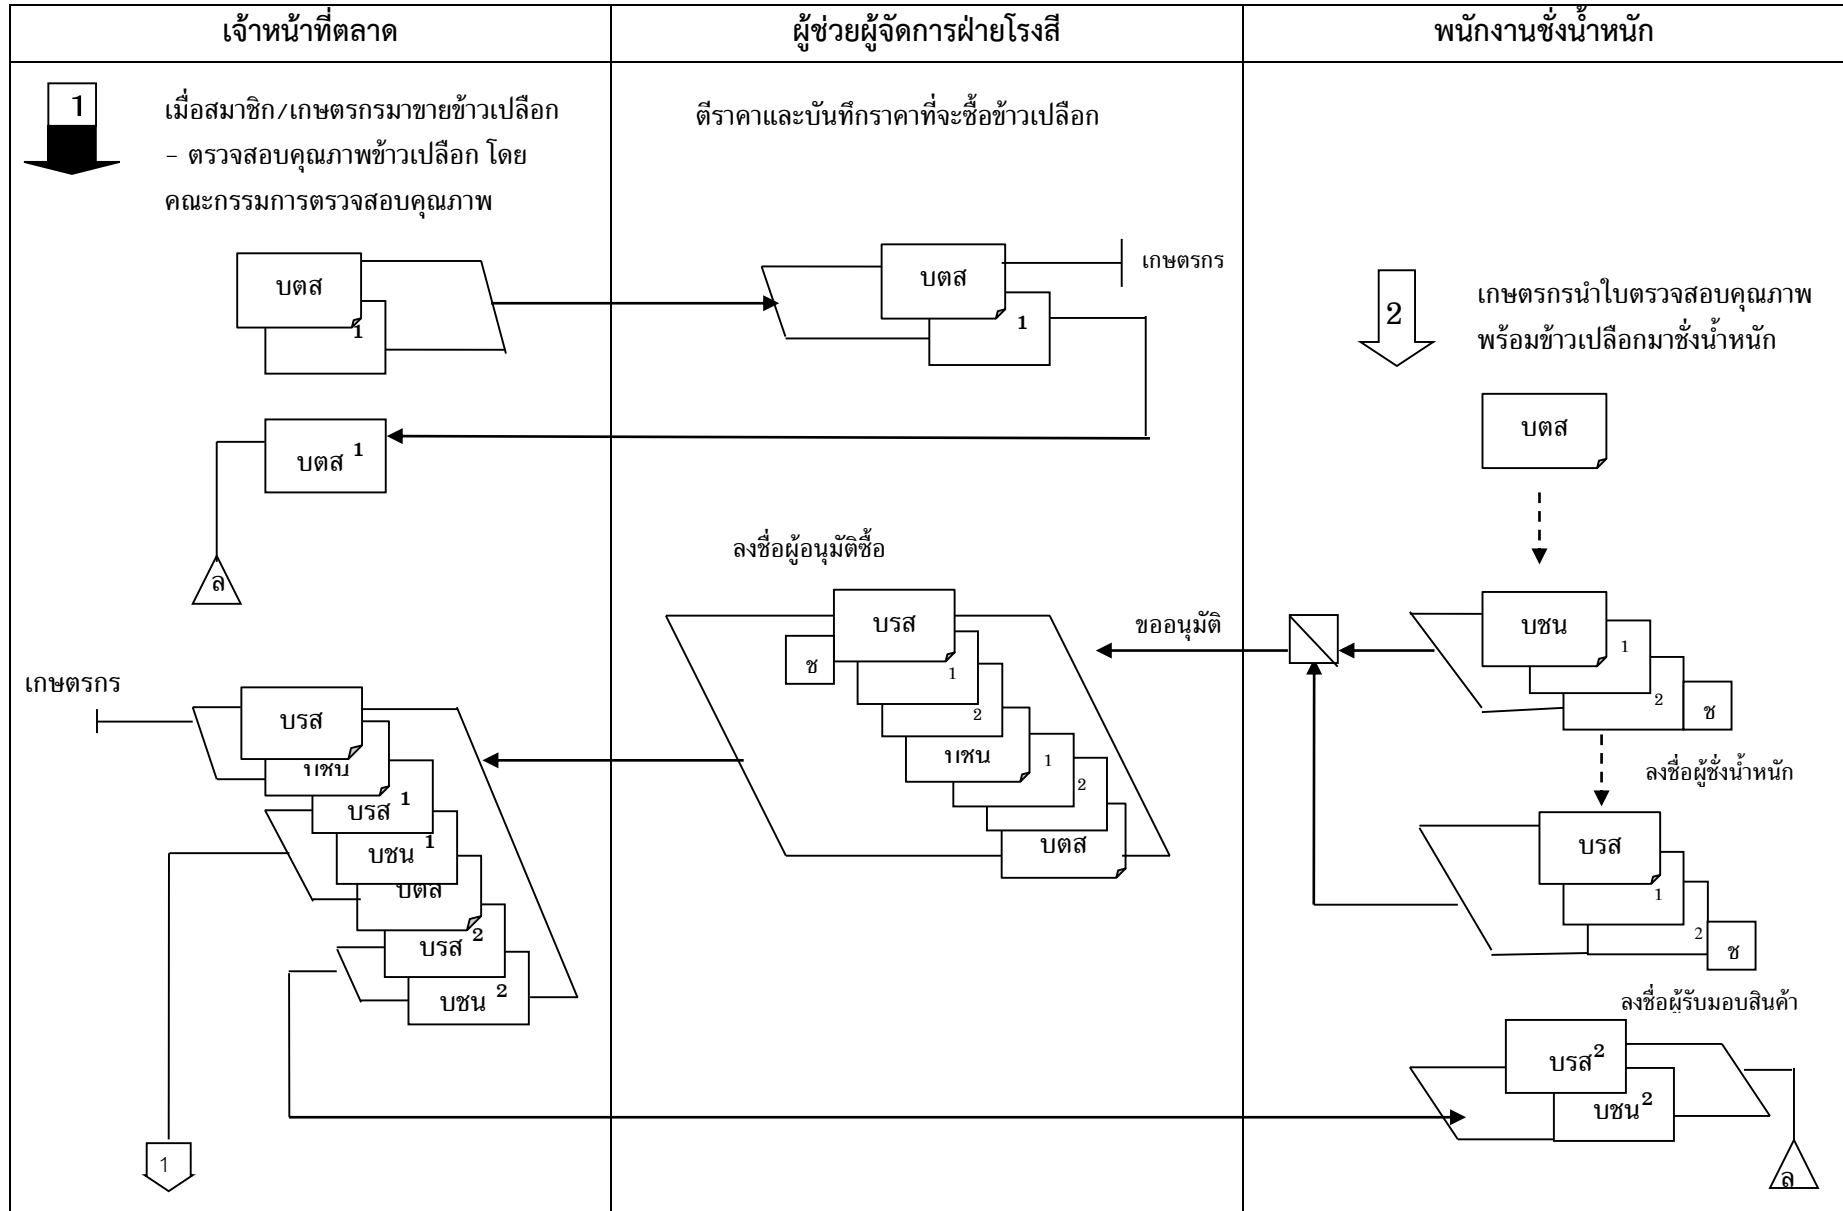 เจ้าหน้าที่ตลาด
ผู้ช่วยผู้จัดการฝ่ายโรงสี
พนักงานชั่งน้ำหนัก
1
เมื่อสมาชิก/เกษตรกรมาขายข้าวเปลือก
- ตรวจสอบคุณภาพข้าวเปลือก โดย
คณะกรรมการตรวจสอบคุณภาพ
บตส
1
บตส 1
ล
เกษตรกร
บรส
บชน
บรส 1
บชน 1
บตส
บรส 2
บชน 2
1
ตีราคาและบันทึกราคาที่จะซื้อข้าวเปลือก
บตส
1
เกษตรกร
ลงชื่อผู้อนุมัติซื้อ
บรส
ช
1
2
บชน
1
2
บตส
ขออนุมัติ
2
เกษตรกรนำใบตรวจสอบคุณภาพ
พร้อมข้าวเปลือกมาชั่งน้ำหนัก
บตส
บชน
1
2
ช
ลงชื่อผู้ชั่งน้ำหนัก
บรส
1
2
ช
ลงชื่อผู้รับมอบสินค้า
บรส2
บชน2
ล